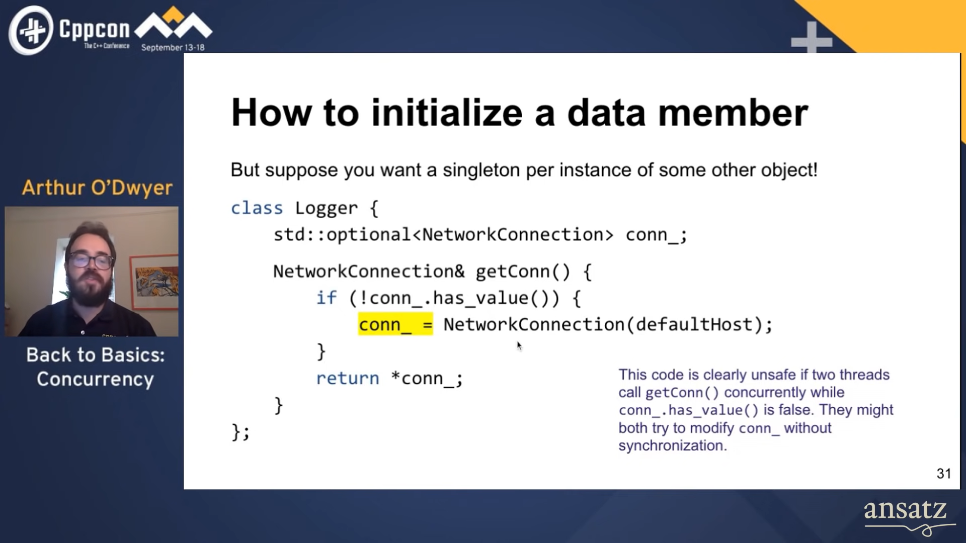 Cppcon
The C++ Conference
September 13-18
Arthur O'Dwyer
Back to Basics:
Concurrency
How to initialize a data member
But suppose you want a singleton per instance of some other object!
class Logger {
std::optional<NetworkConnection> conn_;
NetworkConnection& getConn() {
if (!conn_.has_value()) {
conn_ = NetworkConnection(defaultHost);
}
return *conn_;
}
};
This code is clearly unsafe if two threads
call getConn() concurrently while
conn_.has_value() is false. They might
both try to modify conn_ without
synchronization.
31
ansatz